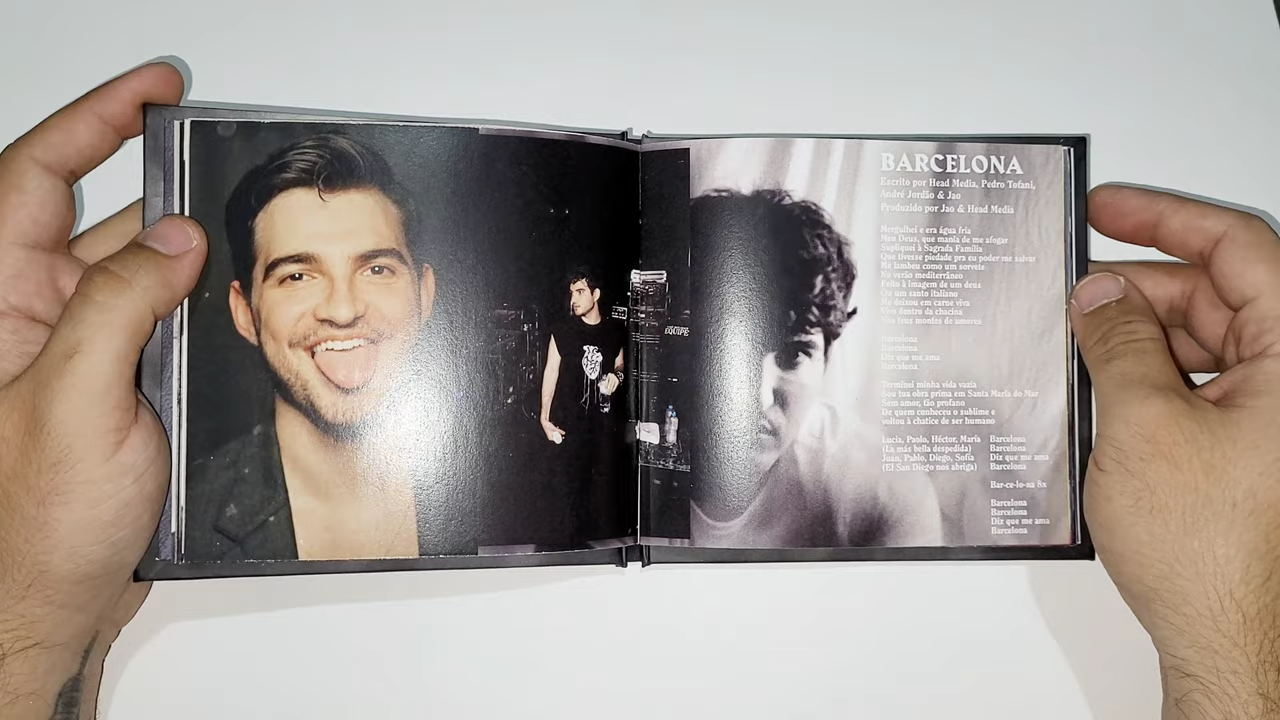 EQUIPE
BARCELONA
Escrito por Head Media, Pedro Tofani,
André Jordão & Jao
Produzido por Jao & Head Media
Mergulhei e era água fria
Meu Deus, que mania de me afogar
Supliquei à Sagrada Família
Que tivesse piedade pra eu poder me salvar
Me lambeu como um sorvete
No verão mediterrâneo
Feito à imagem de um deus
Ou um santo italiano
Me deixou em carne viva
Vim dentro da chacina
Nos teus montes de amores
Barcelona
Barcelona
Diz que me ama
Barcelona
Terminei minha vida vazia
Sou tua obra prima em Santa María do Mar
Sem amor, tão profano
De quem conheceu o sublime e
voltou à chatice de ser humano
Lucia, Paolo, Héctor, María
(La más bella despedida)
Juan, Pablo, Diego, Sofía
(El San Diego nos abriga)
Barcelona
Barcelona
Diz que me ama
Barcelona
Bar-ce-lo-na 8x
Barcelona
Barcelona
Diz que me ama
Barcelona